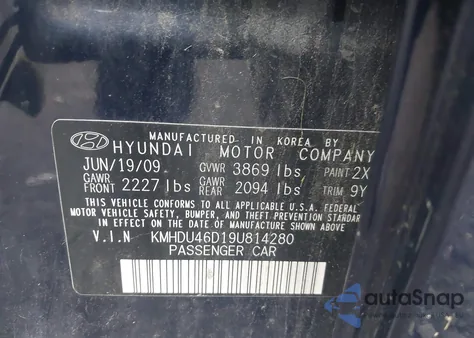 MANUFACTURED IN KOREA BY
HYUNDAI MOTOR COMPANY
JUN/19/09 GVWR 3869 lbs PAINT 2X
GAWR FRONT 2227 lbs GAWR REAR 2094 lbs TRIM 9Y
THIS VEHICLE CONFORMS TO ALL APPLICABLE U.S.A. FEDERAL
MOTOR VEHICLE SAFETY, BUMPER, AND THEFT PREVENTION
STANDARDS IN EFFECT ON THE DATE OF MANUFACTURE SHOWN ABOVE.
V.I.N KMHDU46D19U814280
PASSENGER CAR
autoSnap